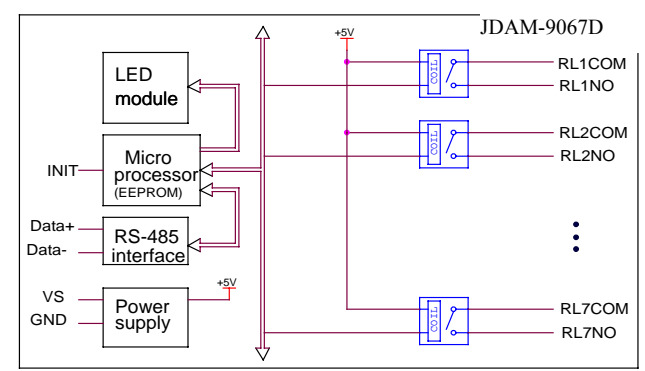 JDAM-9067D
+5V
LED
module
Micro
processor
(EEPROM)
INIT
Data+
Data-
RS-485
interface
VS
GND
Power
supply
+5V
COIL
RL1COM
RL1NO
COIL
RL2COM
RL2NO
COIL
RL7COM
RL7NO